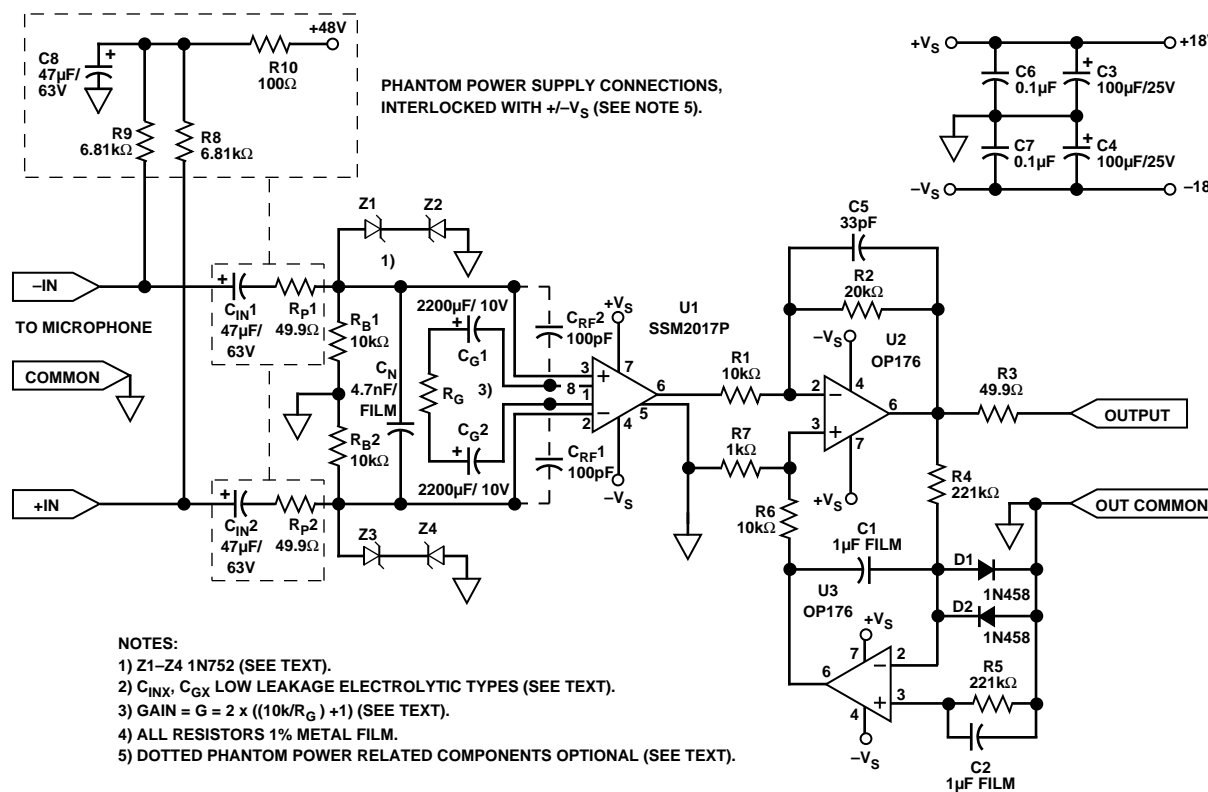 +48V
C8
47µF/
63V
R10
100Ω
R9
6.81kΩ
R8
6.81kΩ
PHANTOM POWER SUPPLY CONNECTIONS,
INTERLOCKED WITH +/–VS (SEE NOTE 5).
+VS
+18V
C6
0.1µF
C3
100µF/25V
C7
0.1µF
C4
100µF/25V
–VS
–18
Z1
Z2
1)
–IN
TO MICROPHONE
COMMON
+IN
+
CIN1
47µF/
63V
RP1
49.9Ω
RB1
10kΩ
RB2
10kΩ
CN
4.7nF/
FILM
2200µF/ 10V
+
CG1
RG
3)
CG2
+
2200µF/ 10V
CRF2
100pF
CRF1
100pF
+
CIN2
47µF/
63V
RP2
49.9Ω
Z3
Z4
U1
SSM2017P
+VS
7
3
+
8
1
–
2
6
5
4
–VS
R1
10kΩ
R7
1kΩ
C5
33pF
R2
20kΩ
U2
OP176
–VS
4
2
–
3
+
6
7
+VS
R3
49.9Ω
OUTPUT
R4
221kΩ
OUT COMMON
R6
10kΩ
C1
1µF FILM
D1
1N458
D2
1N458
U3
OP176
+VS
7
–
2
6
+
3
4
–VS
R5
221kΩ
C2
1µF FILM
NOTES:
1) Z1–Z4 1N752 (SEE TEXT).
2) CINX, CGX LOW LEAKAGE ELECTROLYTIC TYPES (SEE TEXT).
3) GAIN = G = 2 x ((10k/RG ) +1) (SEE TEXT).
4) ALL RESISTORS 1% METAL FILM.
5) DOTTED PHANTOM POWER RELATED COMPONENTS OPTIONAL (SEE TEXT).